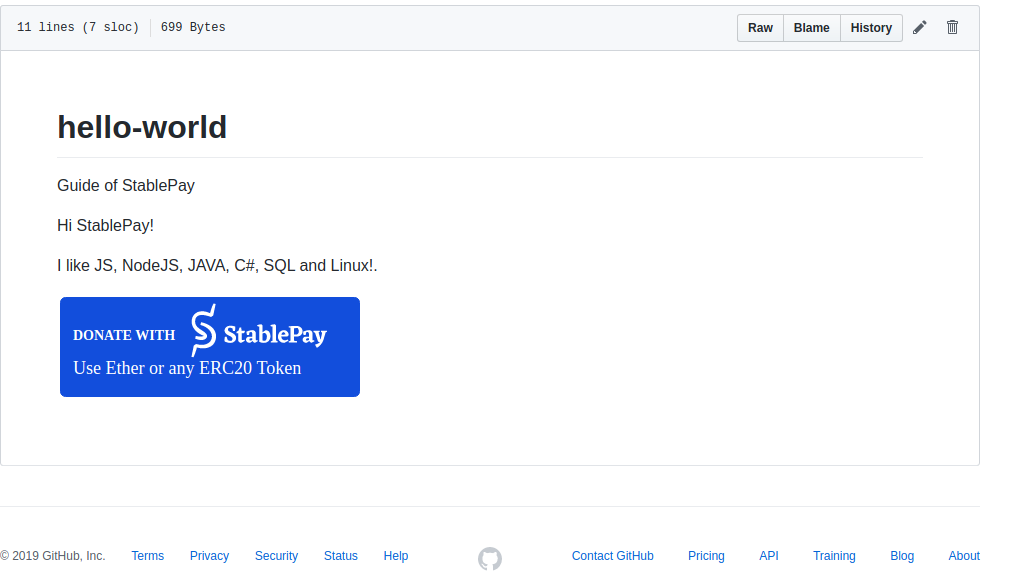 11 lines (7 sloc) 699 Bytes Raw Blame History
hello-world
Guide of StablePay
Hi StablePay!
I like JS, NodeJS, JAVA, C#, SQL and Linux!.
DONATE WITH StablePay
Use Ether or any ERC20 Token
© 2019 GitHub, Inc. Terms Privacy Security Status Help Contact GitHub Pricing API Training Blog About